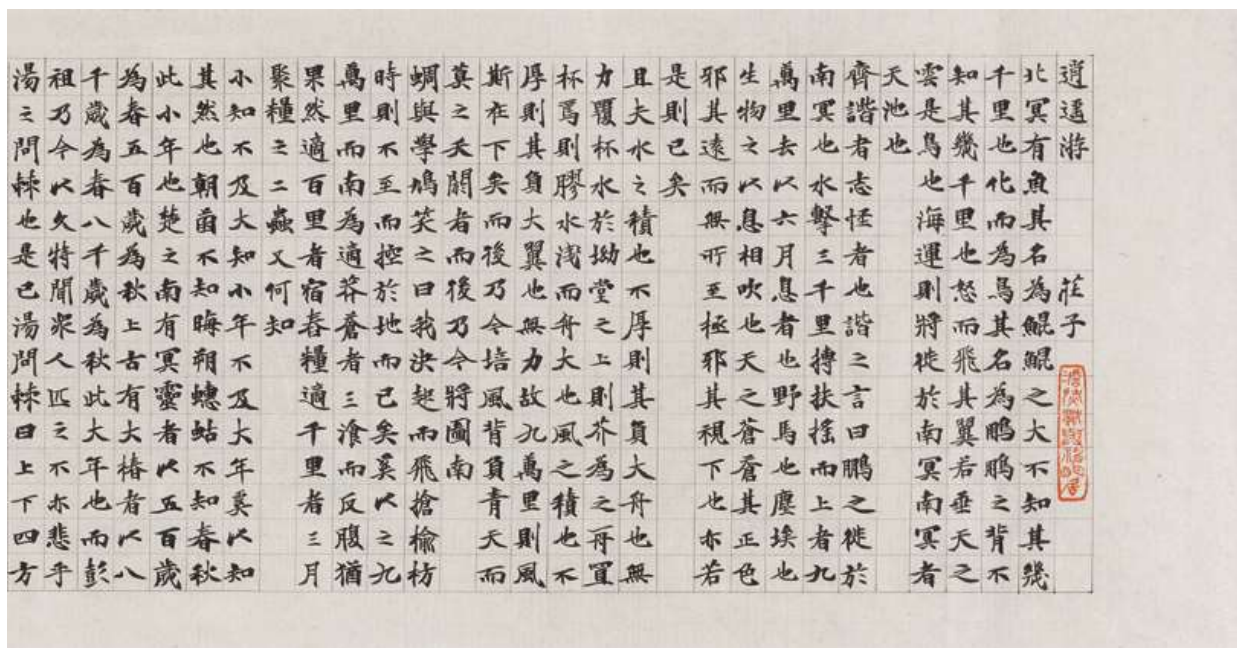 逍遥游 莊子
北冥有魚其名為鯤鯤之大不知其幾
千里也化而為鳥其名為鵬鵬之背不
知其幾千里也怒而飛其翼若垂天之
雲是鳥也海運則將徙於南冥南冥者
天池也
齊諧者志怪者也諧之言曰鵬之徙於
南冥也水擊三千里摶扶搖而上者九
萬里去以六月息者也野馬也塵埃也
生物之以息相吹也天之蒼蒼其正色
邪其遠而無所至極邪其視下也亦若
是則已矣
且夫水之積也不厚則其負大舟也無
力覆杯水於坳堂之上則芥為之舟置
杯焉則膠水淺而舟大也風之積也不
厚則其負大翼也無力故九萬里則風
斯在下矣而後乃今培風背負青天而
莫之夭閼者而後乃今將圖南
蜩與學鳩笑之曰我決起而飛搶榆枋
時則不至而控於地而已矣奚以之九
萬里而南為適莽蒼者三飡而反腹猶
果然適百里者宿舂糧適千里者三月
聚糧之二蟲又何知
小知不及大知小年不及大年奚以知
其然也朝菌不知晦朔蟪蛄不知春秋
此小年也楚之南有冥靈者以五百歲
為春五百歲為秋上古有大椿者以八
千歲為春八千歲為秋此大年也而彭
祖乃今以久特聞衆人匹之不亦悲乎
湯之問棘也是已湯問棘曰上下四方